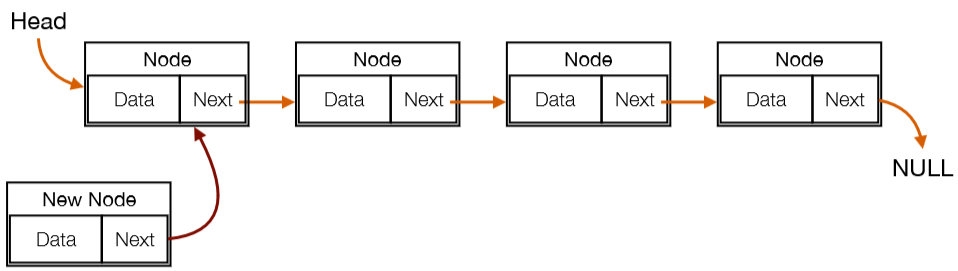 Head
Node Node Node Node
Data Next Data Next Data Next Data Next
NULL
New Node
Data Next